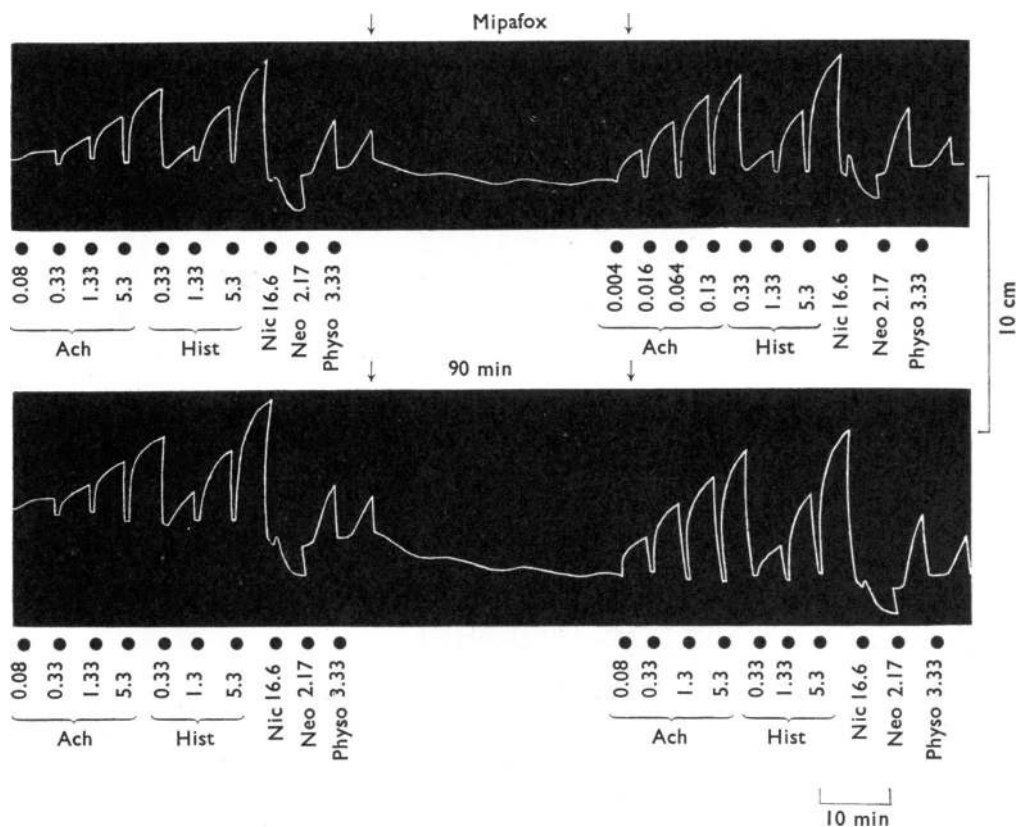 Mipafox
0.08 0.33 1.33 5.3 0.33 1.33 5.3 Nic 16.6 Neo 2.17 Physo 3.33 0.004 0.016 0.064 0.13 0.33 1.33 5.3 Nic 16.6 Neo 2.17 Physo 3.33
Ach Hist Ach Hist
10 cm
90 min
0.08 0.33 1.33 5.3 0.33 1.3 5.3 Nic 16.6 Neo 2.17 Physo 3.33 0.08 0.33 1.3 5.3 0.33 1.33 5.3 Nic 16.6 Neo 2.17 Physo 3.33
Ach Hist Ach Hist
10 min